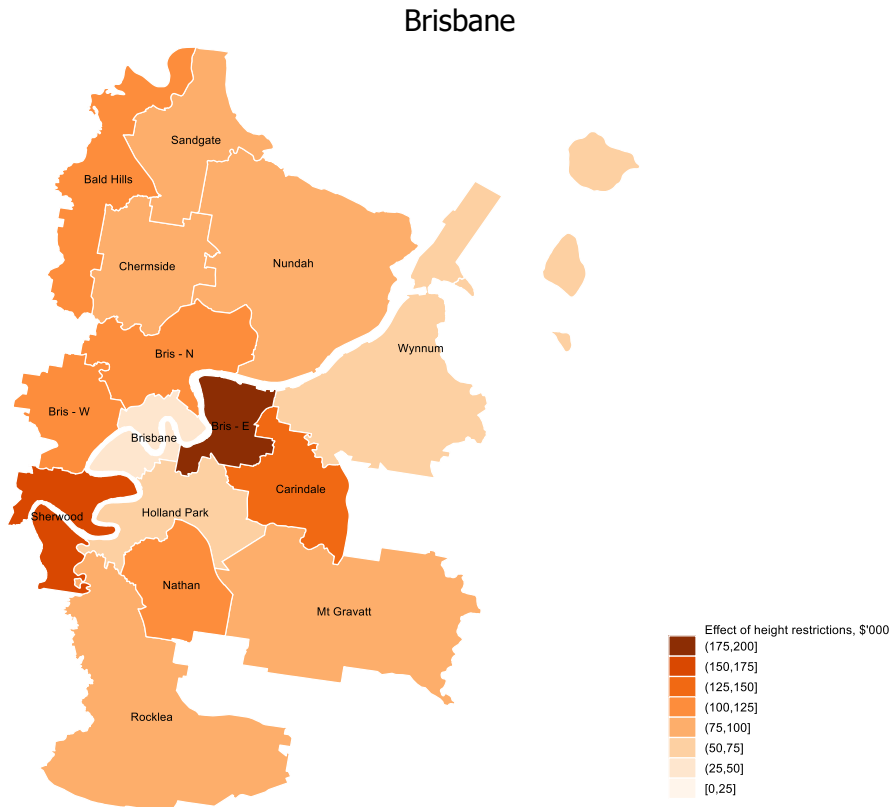 Brisbane
Sandgate
Bald Hills
Chermside
Nundah
Wynnum
Bris - N
Bris - W
Brisbane
Bris - E
Carindale
Sherwood
Holland Park
Nathan
Mt Gravatt
Rocklea
Effect of height restrictions, $'000
(175,200]
(150,175]
(125,150]
(100,125]
(75,100]
(50,75]
(25,50]
[0,25]